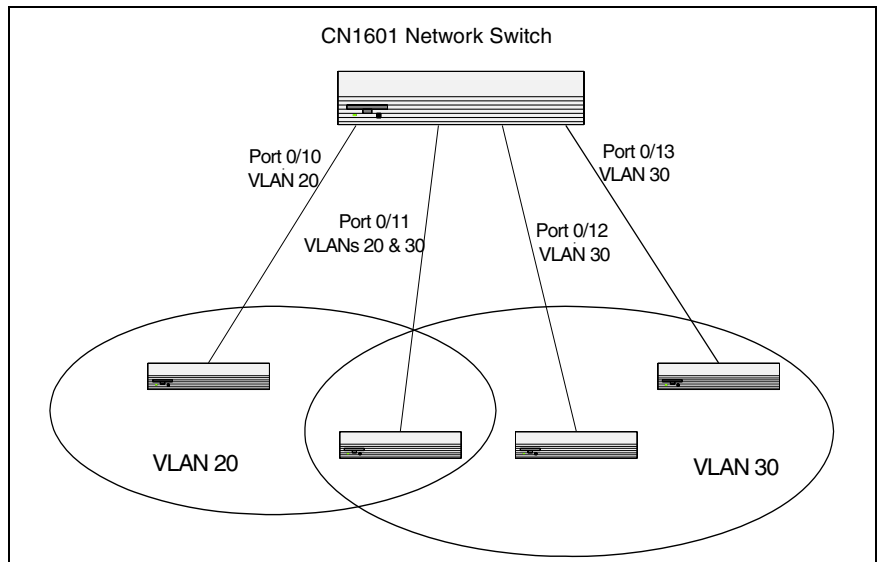 CN1601 Network Switch
Port 0/10
VLAN 20
Port 0/13
VLAN 30
Port 0/11
VLANs 20 & 30
Port 0/12
VLAN 30
VLAN 20
VLAN 30